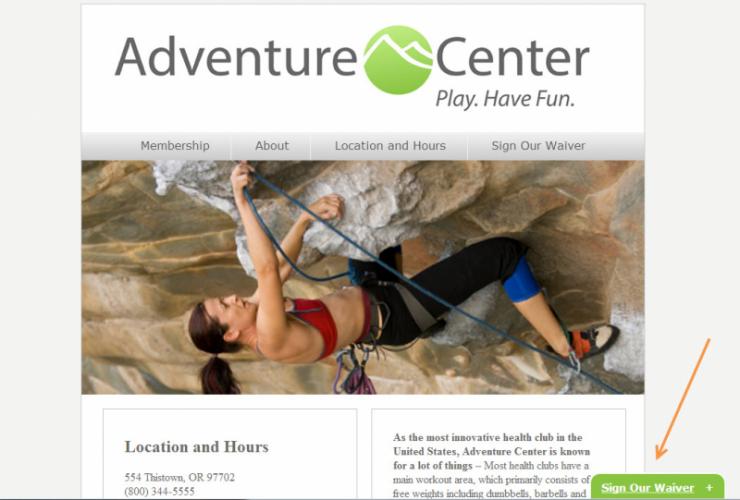 Adventure Center
Play. Have Fun.
Membership About Location and Hours Sign Our Waiver
Location and Hours
554 Thistown, OR 97702
(800) 344-5555
As the most innovative health club in the
United States, Adventure Center is known
for a lot of things – Most health clubs have a
main workout area, which primarily consists of
free weights including dumbbells, barbells and
Sign Our Waiver +